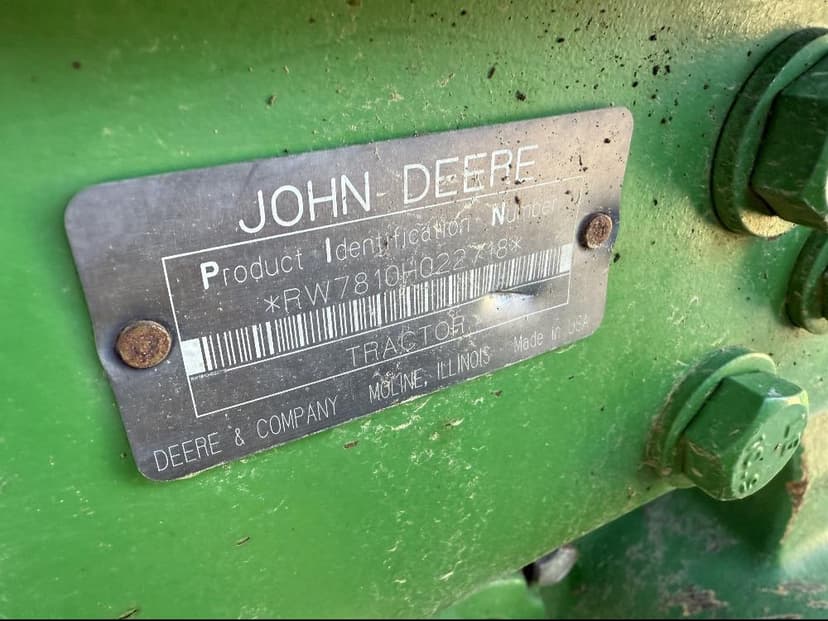 JOHN DEERE
Product Identification Number
*RW7810H022718*
TRACTOR
DEERE & COMPANY MOLINE, ILLINOIS Made in USA